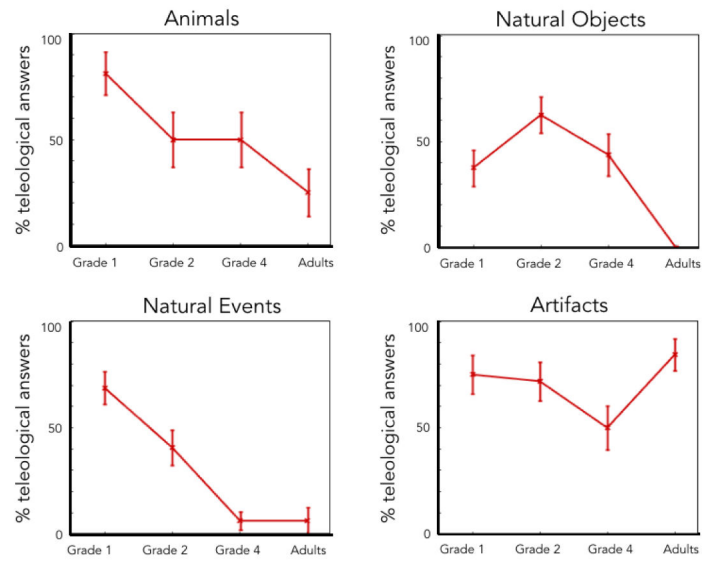 Animals
% teleological answers
100
50
0
Grade 1 Grade 2 Grade 4 Adults
Natural Objects
% teleological answers
100
50
0
Grade 1 Grade 2 Grade 4 Adults
Natural Events
% teleological answers
100
50
0
Grade 1 Grade 2 Grade 4 Adults
Artifacts
% teleological answers
100
50
0
Grade 1 Grade 2 Grade 4 Adults